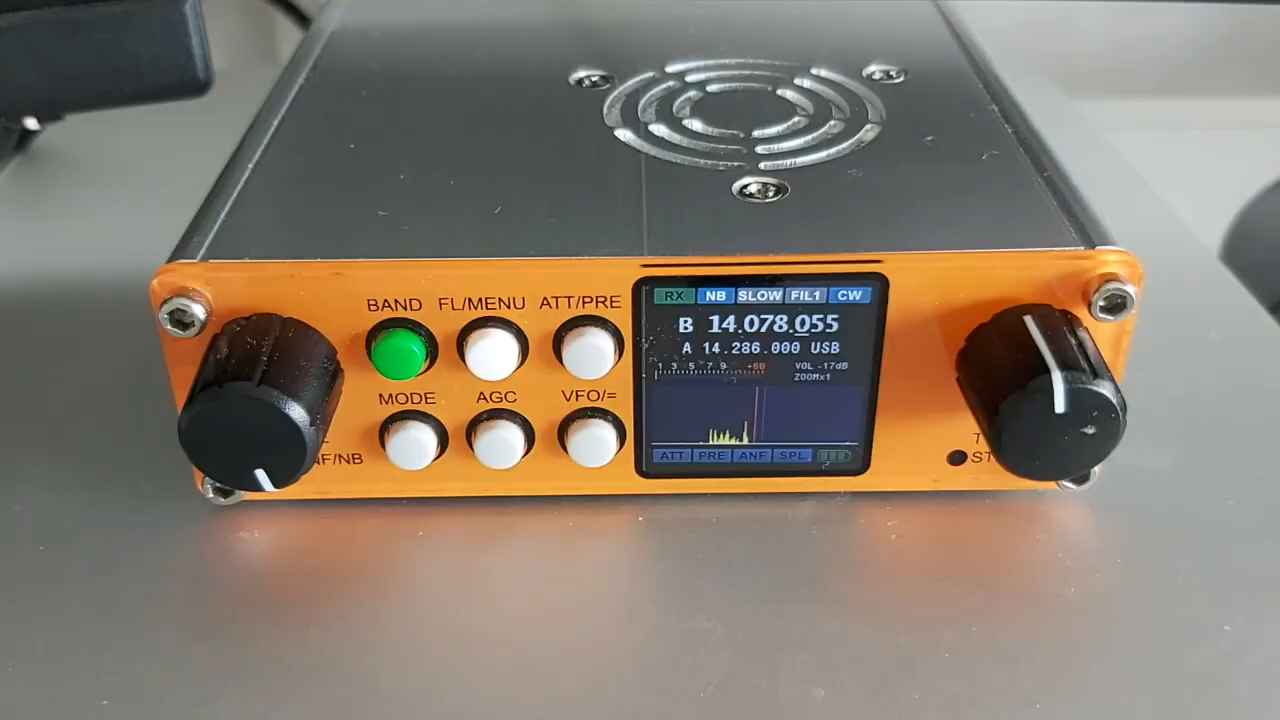 BAND FL/MENU ATT/PRE
MODE AGC VFO/=
NF/NB
RX NB SLOW FIL1 CW
B 14.078.055
A 14.286.000 USB
1 3 5 7 9 +60
VOL -17dB
ZOOMx1
ATT PRE ANF SPL
T
ST